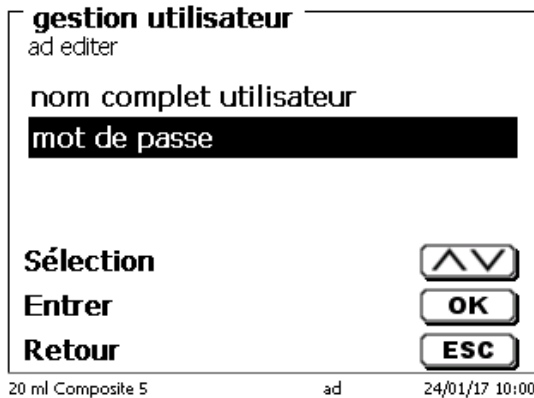 gestion utilisateur
ad editer
nom complet utilisateur
mot de passe
Sélection
Entrer OK
Retour ESC
20 ml Composite 5 ad 24/01/17 10:00